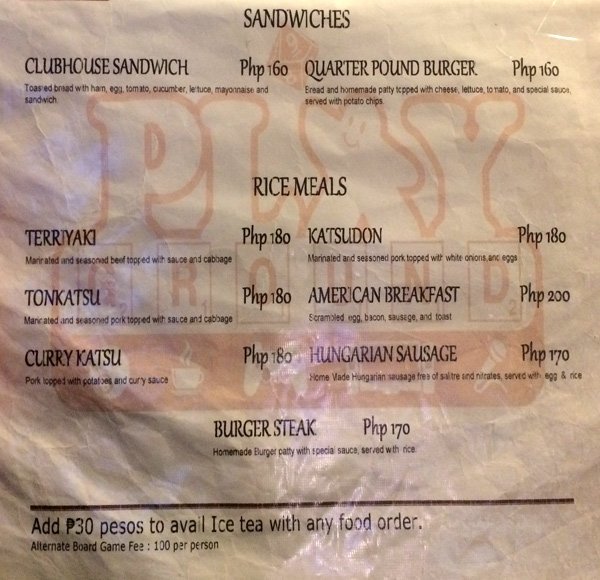 SANDWICHES
CLUBHOUSE SANDWICH Php 160
Toasted bread with ham, egg, tomato, cucumber, lettuce, mayonnaise and
sandwich.
QUARTER POUND BURGER Php 160
Bread and homemade patty topped with cheese, lettuce, tomato, and special sauce,
served with potato chips.
RICE MEALS
TERRIYAKI Php 180
Marinated and seasoned beef topped with sauce and cabbage
KATSUDON Php 180
Marinated and seasoned pork topped with white onions,and eggs
TONKATSU Php 180
Marinated and seasoned pork topped with sauce and cabbage
AMERICAN BREAKFAST Php 200
Scrambled egg, bacon, sausage, and toast
CURRY KATSU Php 180
Pork topped with potatoes and curry sauce
HUNGARIAN SAUSAGE Php 170
Home Made Hungarian sausage free of salitre and nitrates, served with egg & rice
BURGER STEAK Php 170
Homemade Burger patty with special sauce, served with rice.
Add ₱30 pesos to avail Ice tea with any food order.
Alternate Board Game Fee : 100 per person